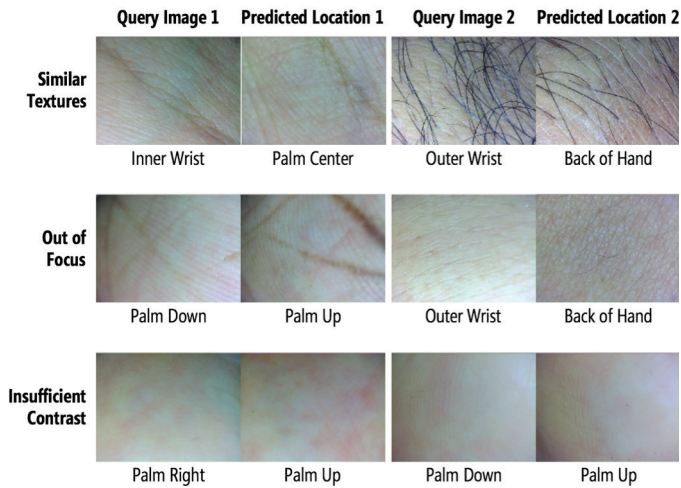 Query Image 1 Predicted Location 1 Query Image 2 Predicted Location 2
Similar
Textures
Inner Wrist Palm Center Outer Wrist Back of Hand
Out of
Focus
Palm Down Palm Up Outer Wrist Back of Hand
Insufficient
Contrast
Palm Right Palm Up Palm Down Palm Up